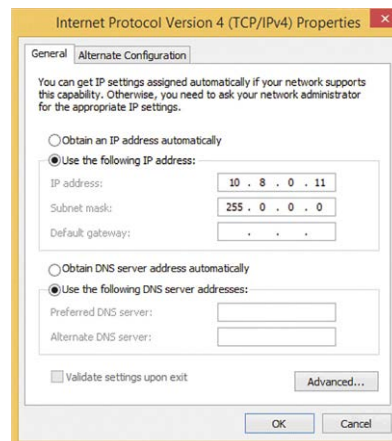 Internet Protocol Version 4 (TCP/IPv4) Properties
General Alternate Configuration
You can get IP settings assigned automatically if your network supports
this capability. Otherwise, you need to ask your network administrator
for the appropriate IP settings.
Obtain an IP address automatically
Use the following IP address:
IP address: 10 . 8 . 0 . 11
Subnet mask: 255 . 0 . 0 . 0
Default gateway: . . .
Obtain DNS server address automatically
Use the following DNS server addresses:
Preferred DNS server:
Alternate DNS server:
Validate settings upon exit
Advanced...
OK Cancel